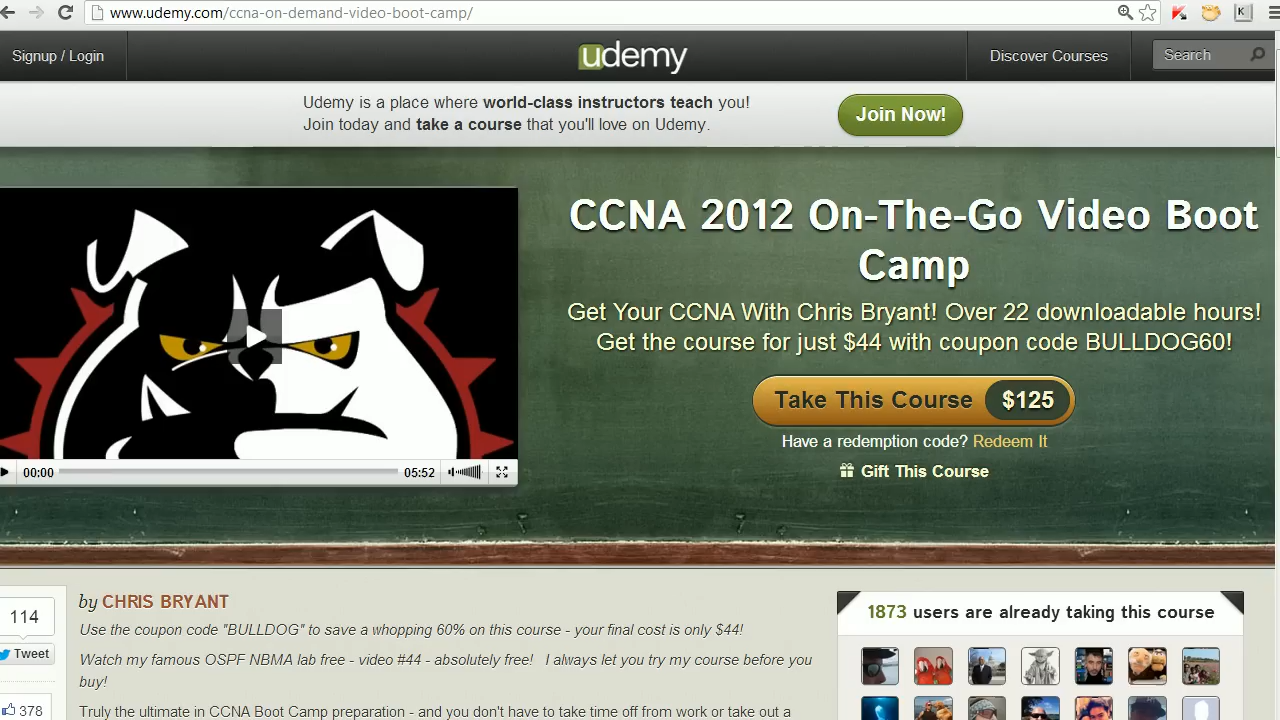 www.udemy.com/ccna-on-demand-video-boot-camp/
Signup / Login
udemy
Discover Courses
Search
Udemy is a place where world-class instructors teach you!
Join today and take a course that you'll love on Udemy.
Join Now!
CCNA 2012 On-The-Go Video Boot
Camp
Get Your CCNA With Chris Bryant! Over 22 downloadable hours!
Get the course for just $44 with coupon code BULLDOG60!
Take This Course $125
Have a redemption code? Redeem It
Gift This Course
00:00
05:52
114
Tweet
378
by CHRIS BRYANT
Use the coupon code "BULLDOG" to save a whopping 60% on this course - your final cost is only $44!
Watch my famous OSPF NBMA lab free - video #44 - absolutely free! I always let you try my course before you
buy!
Truly the ultimate in CCNA Boot Camp preparation - and you don't have to take time off from work or take out a
1873 users are already taking this course